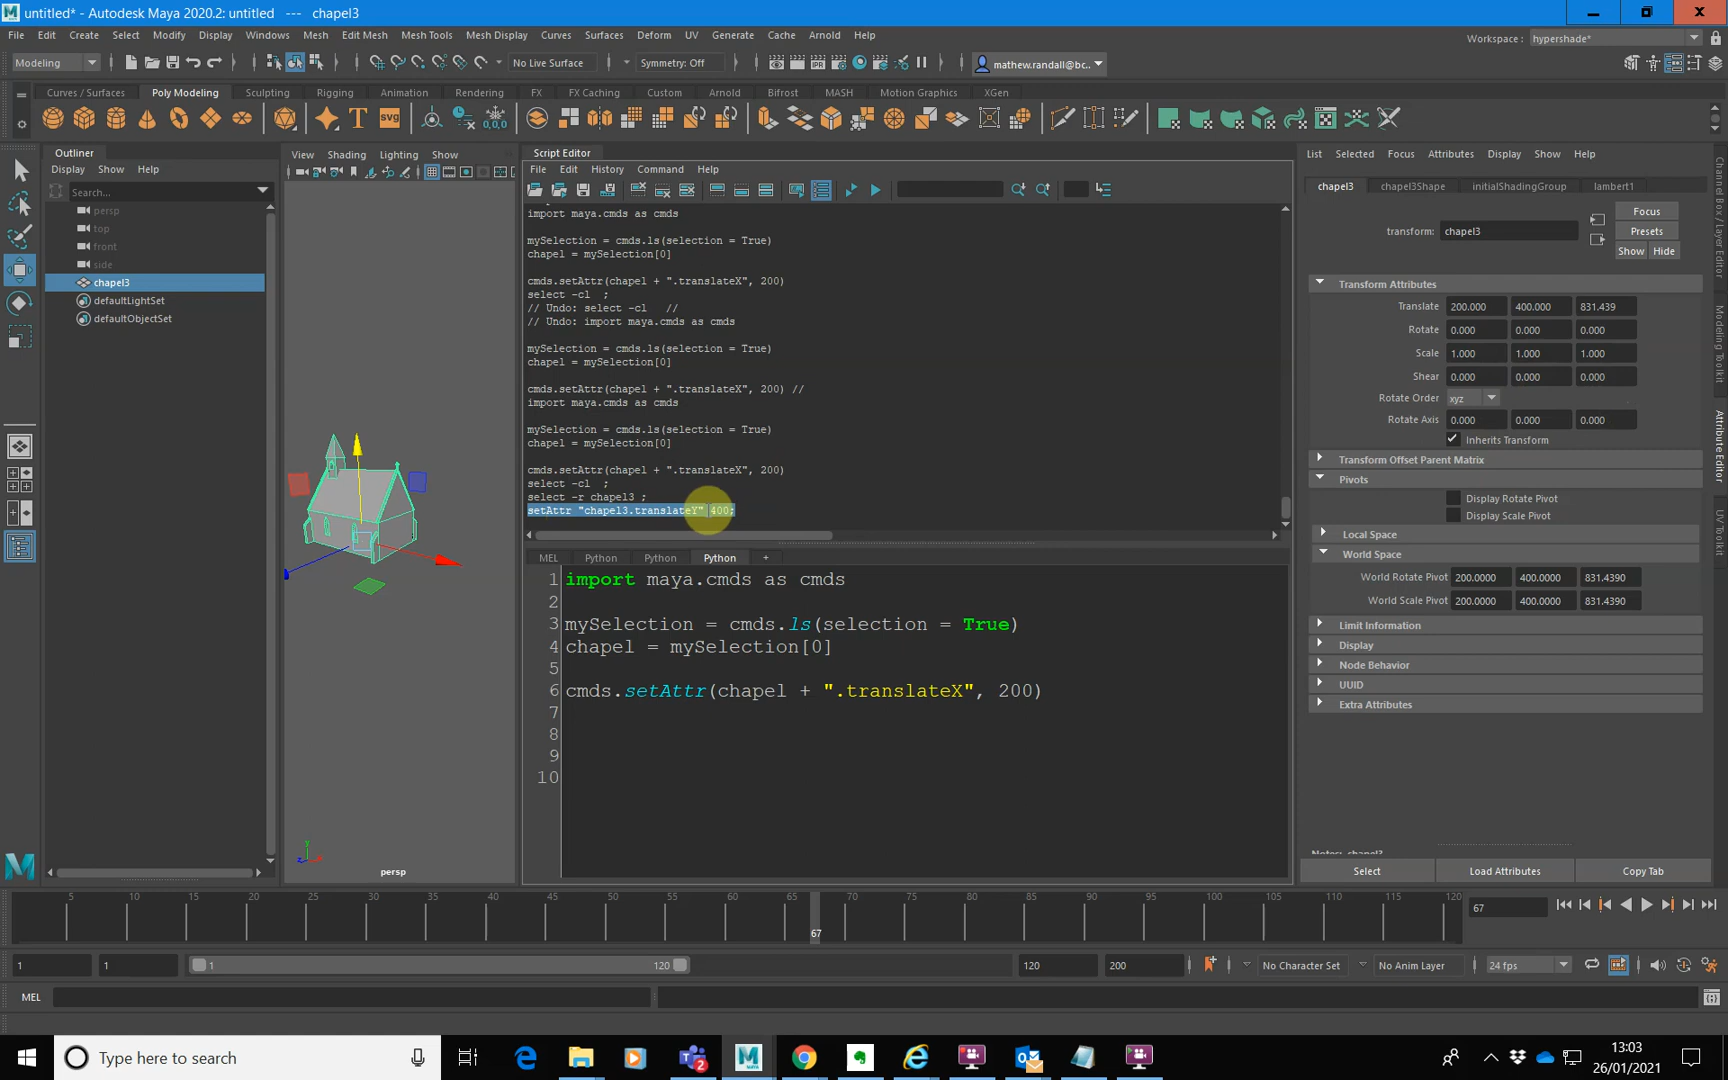 untitled* - Autodesk Maya 2020.2: untitled --- chapel3
File Edit Create Select Modify Display Windows Mesh Edit Mesh Mesh Tools Mesh Display Curves Surfaces Deform UV Generate Cache Arnold Help
Workspace : hypershade*
Modeling No Live Surface Symmetry: Off mathew.randall@bc...
Curves / Surfaces Poly Modeling Sculpting Rigging Animation Rendering FX FX Caching Custom Arnold Bifrost MASH Motion Graphics XGen
Outliner
Display Show Help
Search...
persp
top
front
side
chapel3
defaultLightSet
defaultObjectSet
View Shading Lighting Show
persp
Script Editor
File Edit History Command Help
import maya.cmds as cmds
mySelection = cmds.ls(selection = True)
chapel = mySelection[0]
cmds.setAttr(chapel + ".translateX", 200)
select -cl ;
// Undo: select -cl //
// Undo: import maya.cmds as cmds
mySelection = cmds.ls(selection = True)
chapel = mySelection[0]
cmds.setAttr(chapel + ".translateX", 200) //
import maya.cmds as cmds
mySelection = cmds.ls(selection = True)
chapel = mySelection[0]
cmds.setAttr(chapel + ".translateX", 200)
select -cl ;
select -r chapel3 ;
setAttr "chapel3.translateY" 400;
MEL Python Python Python +
1 import maya.cmds as cmds
2
3 mySelection = cmds.ls(selection = True)
4 chapel = mySelection[0]
5
6 cmds.setAttr(chapel + ".translateX", 200)
7
8
9
10
List Selected Focus Attributes Display Show Help
chapel3 chapel3Shape initialShadingGroup lambert1
transform: chapel3
Focus
Presets
Show Hide
Transform Attributes
Translate 200.000 400.000 831.439
Rotate 0.000 0.000 0.000
Scale 1.000 1.000 1.000
Shear 0.000 0.000 0.000
Rotate Order xyz
Rotate Axis 0.000 0.000 0.000
Inherits Transform
Transform Offset Parent Matrix
Pivots
Display Rotate Pivot
Display Scale Pivot
Local Space
World Space
World Rotate Pivot 200.0000 400.0000 831.4390
World Scale Pivot 200.0000 400.0000 831.4390
Limit Information
Display
Node Behavior
UUID
Extra Attributes
Notes: chapel3
Select Load Attributes Copy Tab
Channel Box / Layer Editor
Modeling Toolkit
Attribute Editor
UV Toolkit
5 10 15 20 25 30 35 40 45 50 55 60 65 70 75 80 85 90 95 100 105 110 115 120
67
67
1 1 1 120 120 200 No Character Set No Anim Layer 24 fps
MEL
Type here to search
13:03
26/01/2021